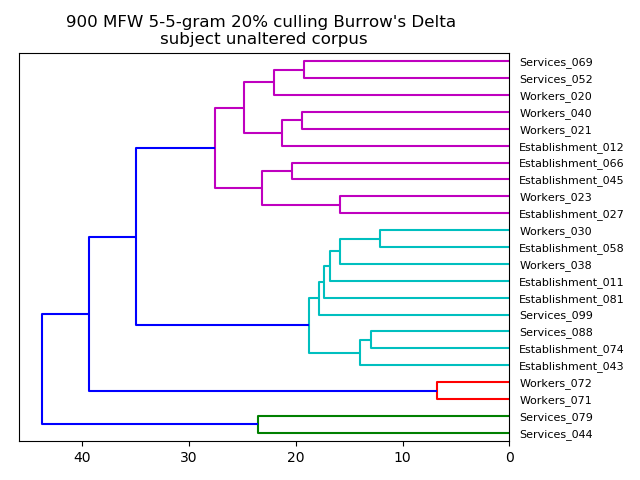 900 MFW 5-5-gram 20% culling Burrow's Delta
subject unaltered corpus
Services_069
Services_052
Workers_020
Workers_040
Workers_021
Establishment_012
Establishment_066
Establishment_045
Workers_023
Establishment_027
Workers_030
Establishment_058
Workers_038
Establishment_011
Establishment_081
Services_099
Services_088
Establishment_074
Establishment_043
Workers_072
Workers_071
Services_079
Services_044
40 30 20 10 0